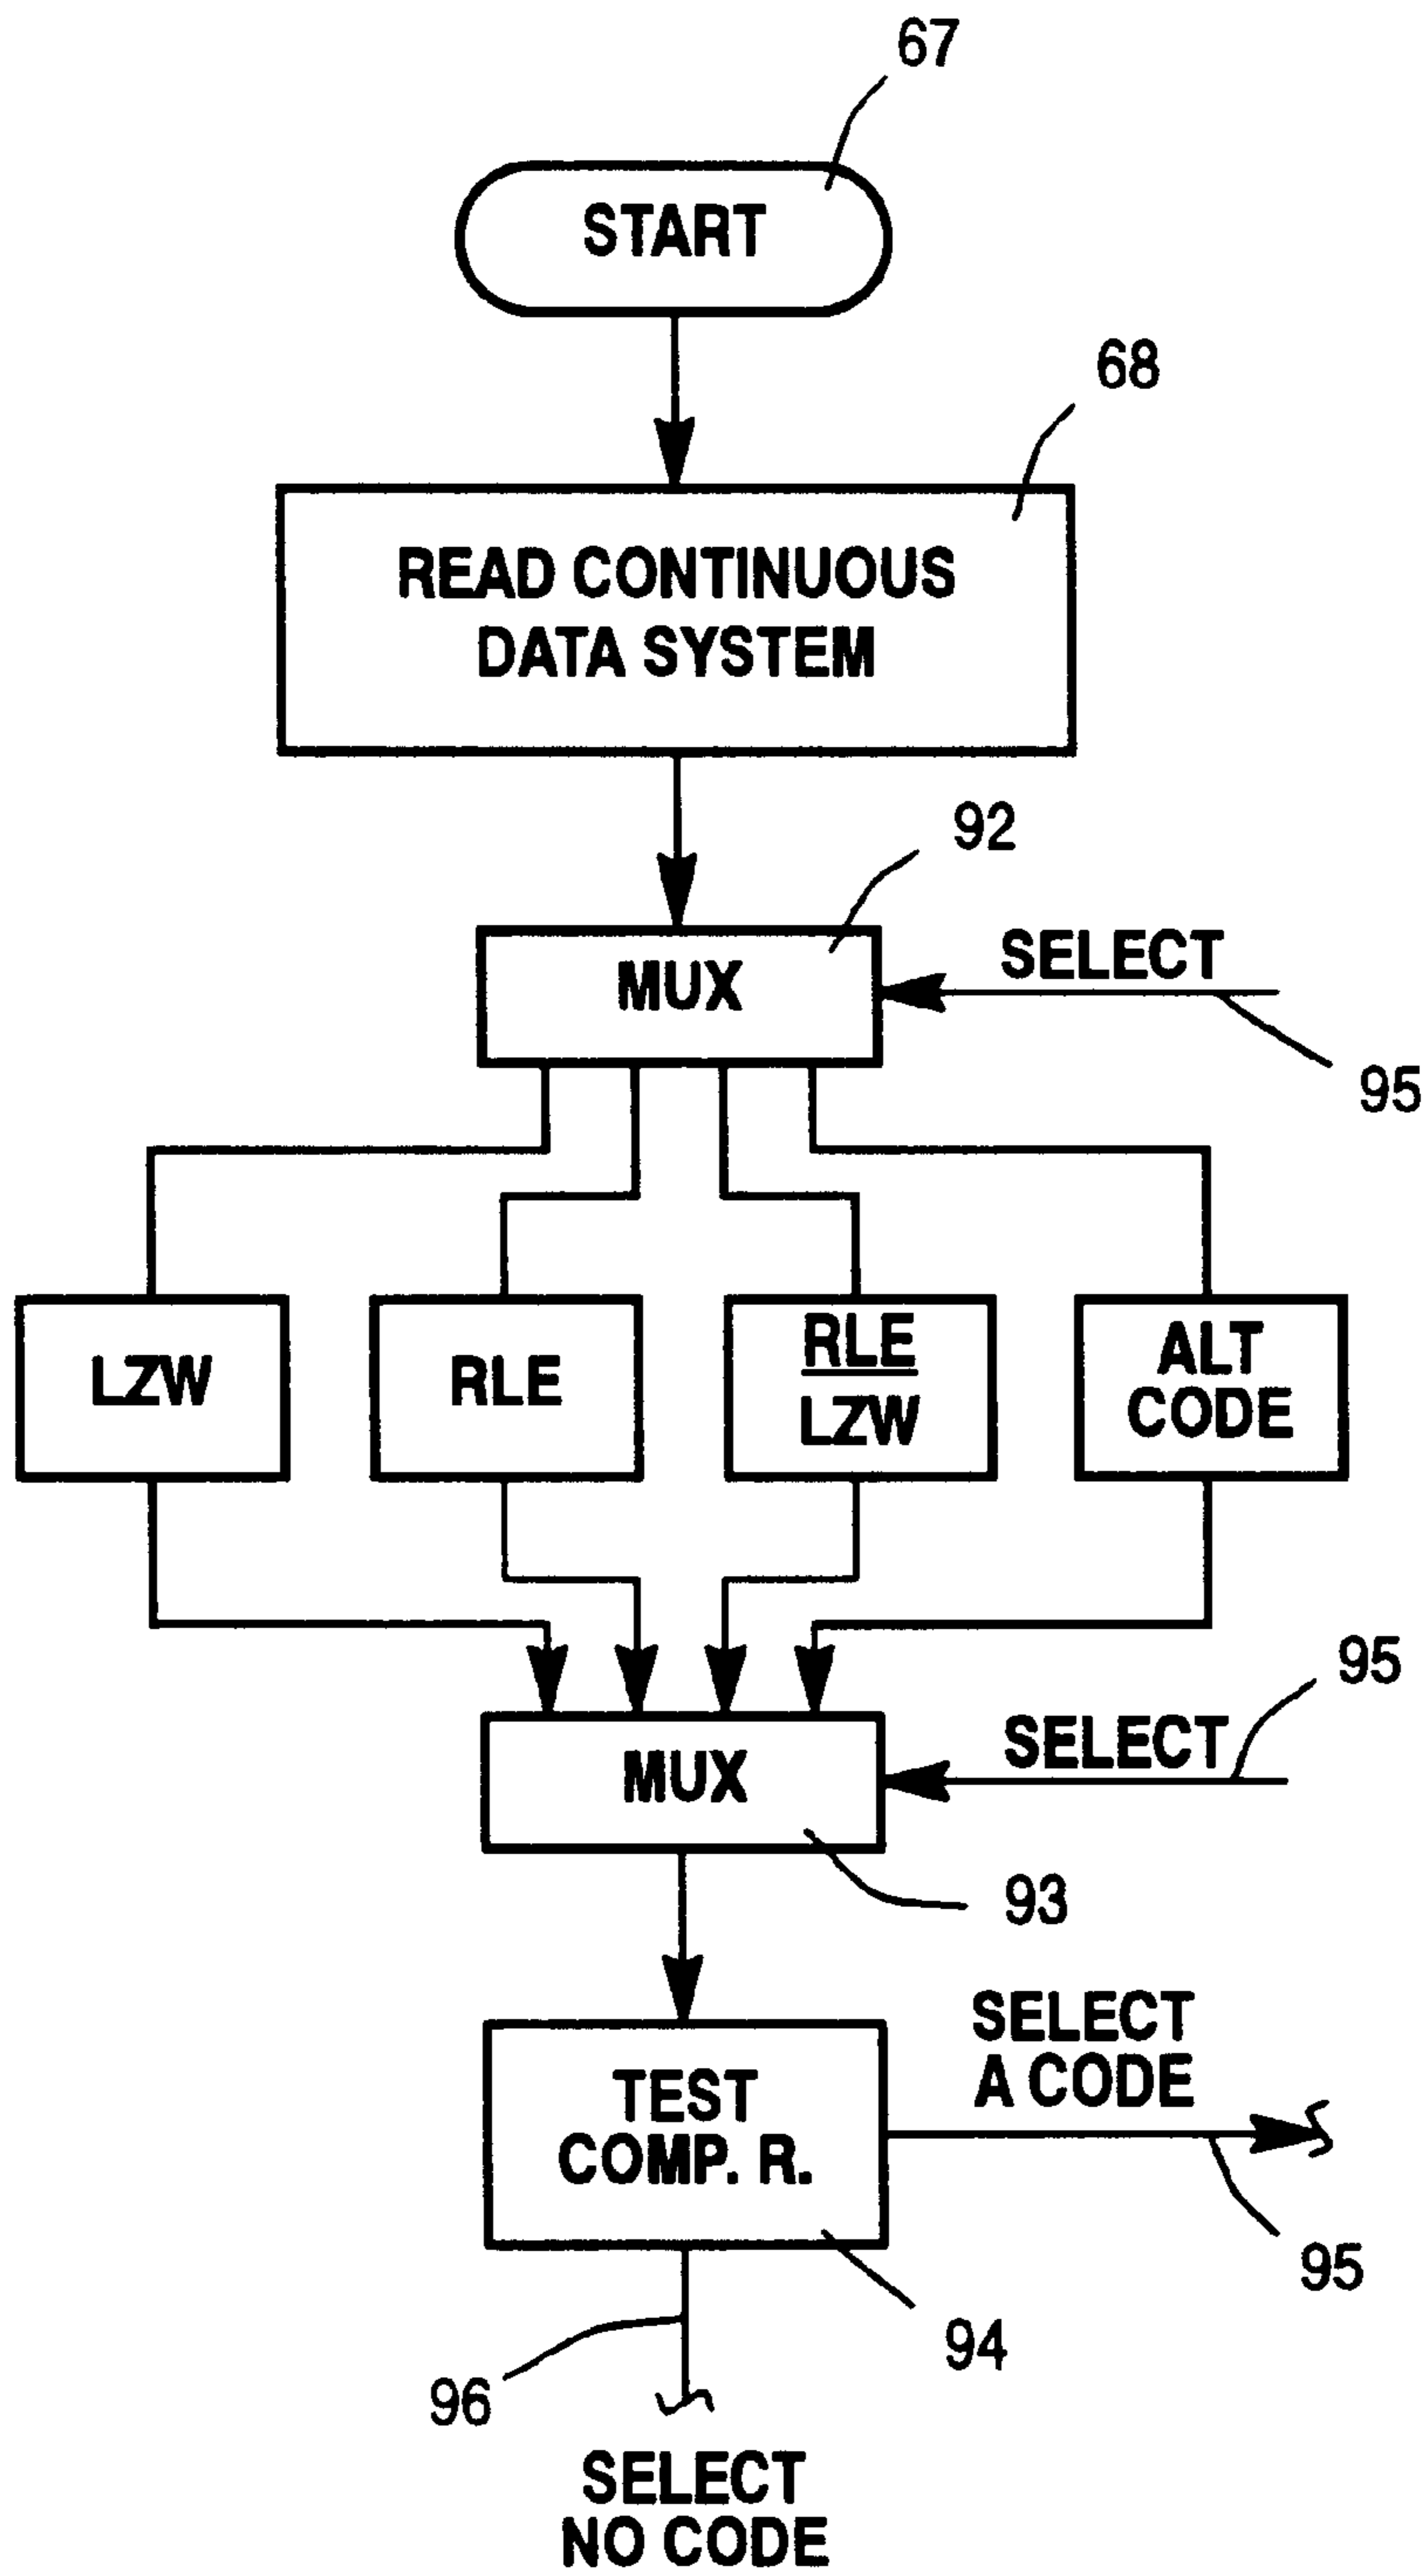 67
START
68
READ CONTINUOUS
DATA SYSTEM
92
MUX
SELECT
95
LZW
RLE
RLE
LZW
ALT
CODE
95
MUX
SELECT
93
SELECT
A CODE
TEST
COMP. R.
95
94
96
SELECT
NO CODE